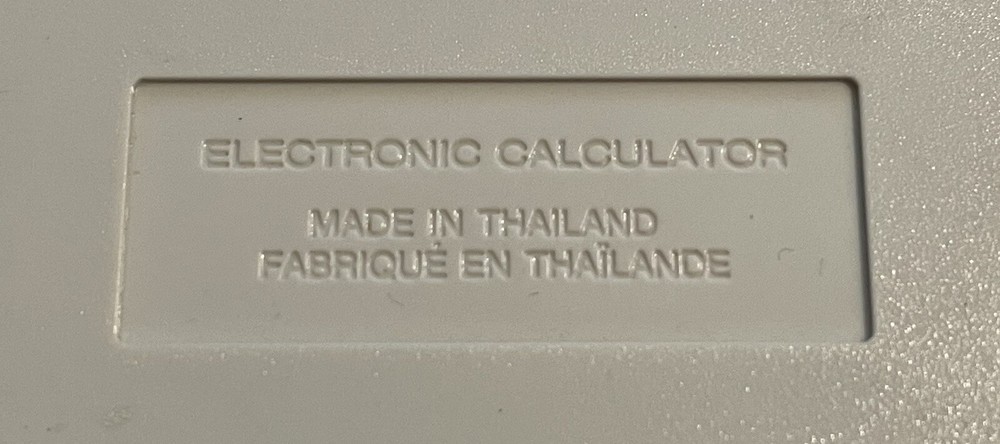 ELECTRONIC CALCULATOR
MADE IN THAILAND
FABRIQUÉ EN THAÏLANDE